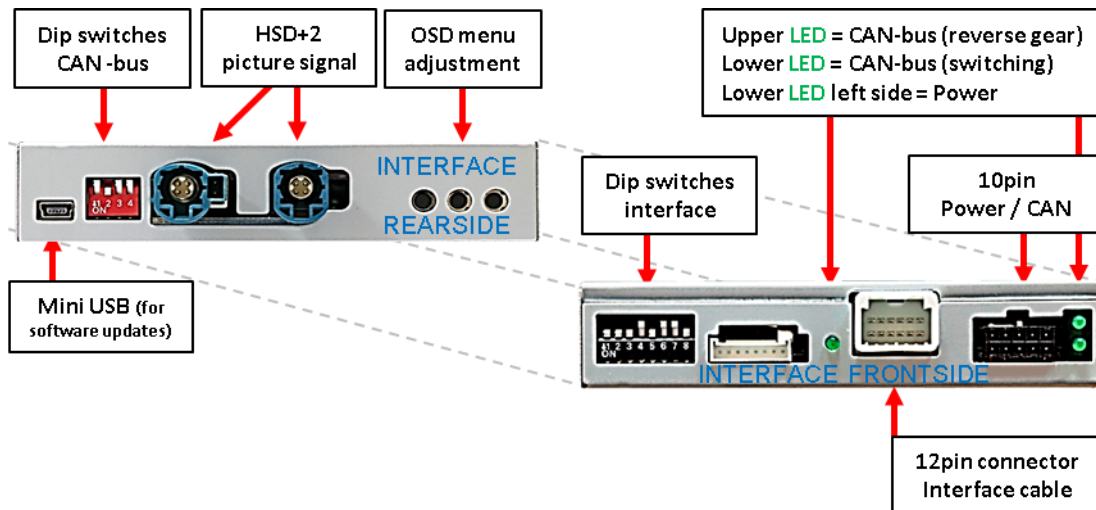 Dip switches
CAN -bus
HSD+2
picture signal
OSD menu
adjustment
Upper LED = CAN-bus (reverse gear)
Lower LED = CAN-bus (switching)
Lower LED left side = Power
INTERFACE
REARSIDE
1 2 3 4
ON
Dip switches
interface
10pin
Power / CAN
Mini USB (for
software updates)
1 2 3 4 5 6 7 8
ON
INTERFACE FRONTSIDE
12pin connector
Interface cable